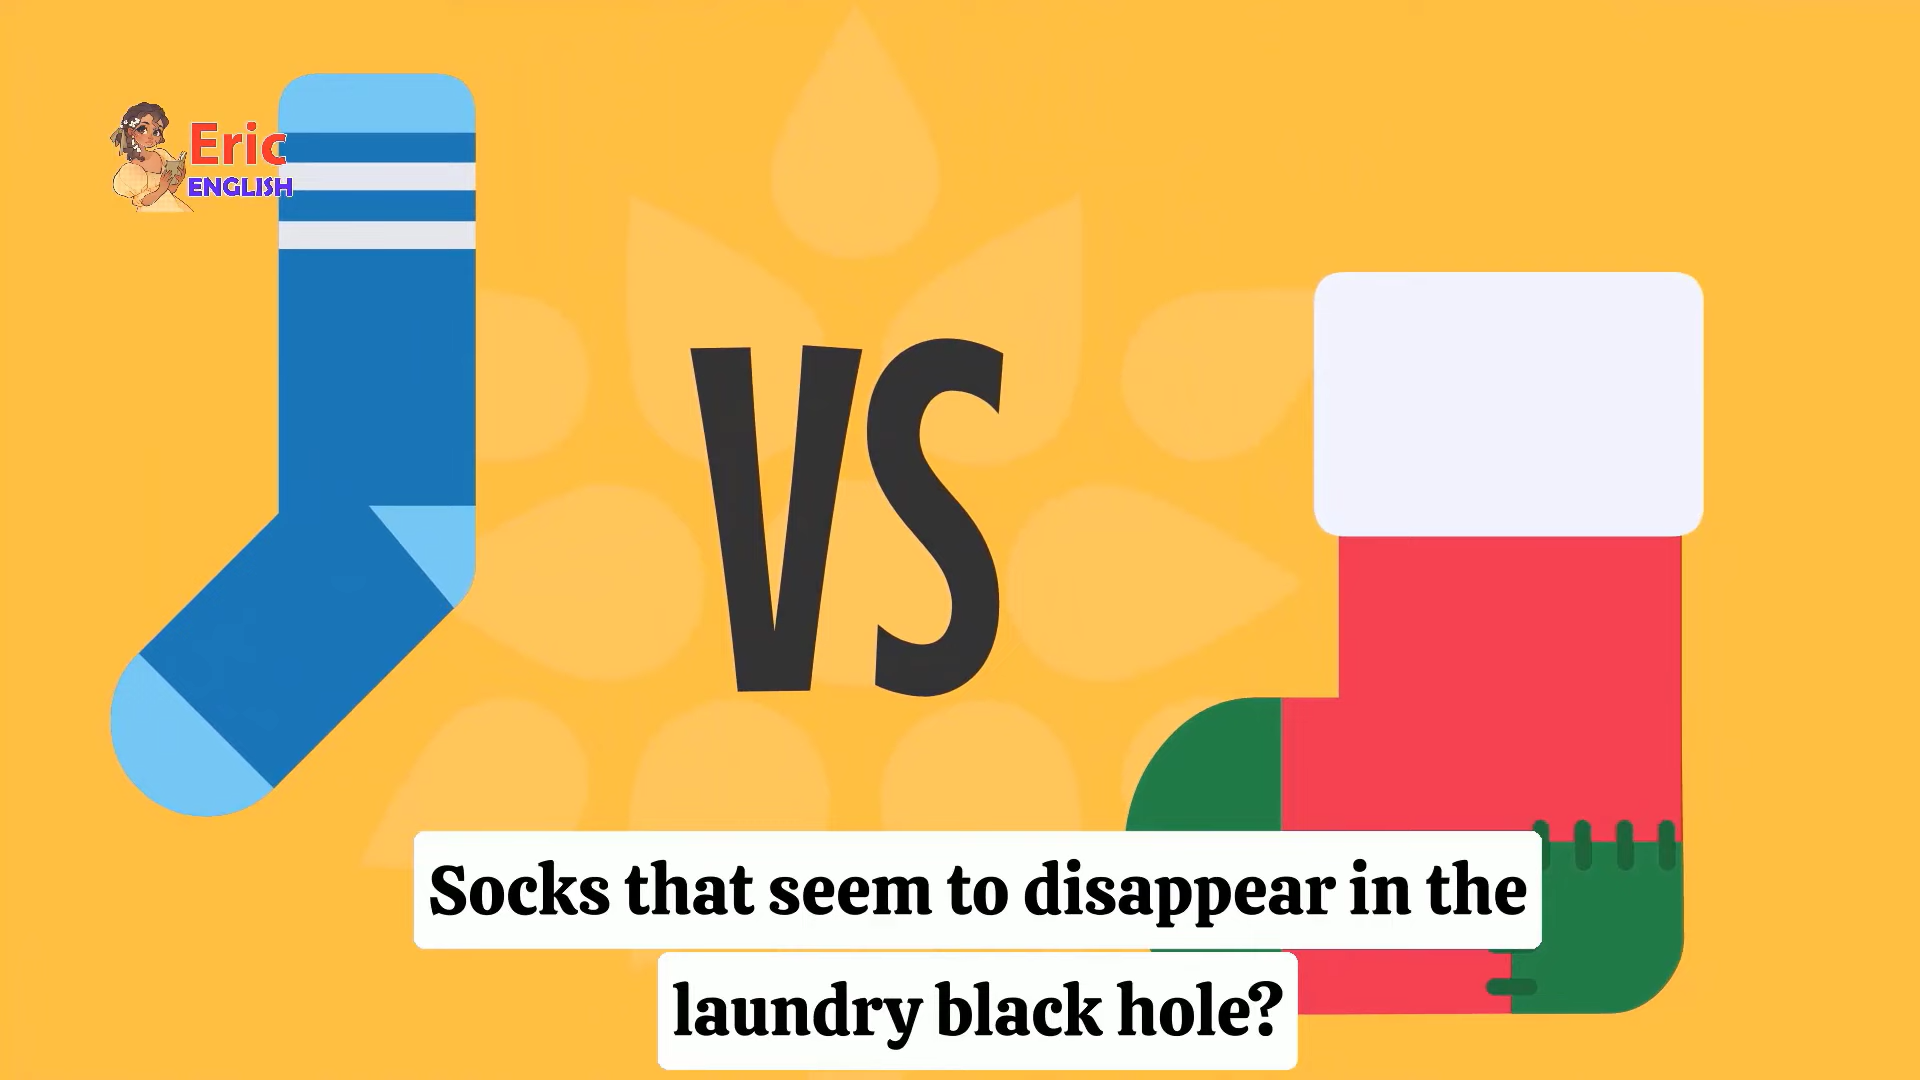 Eric
ENGLISH
VS
Socks that seem to disappear in the
laundry black hole?